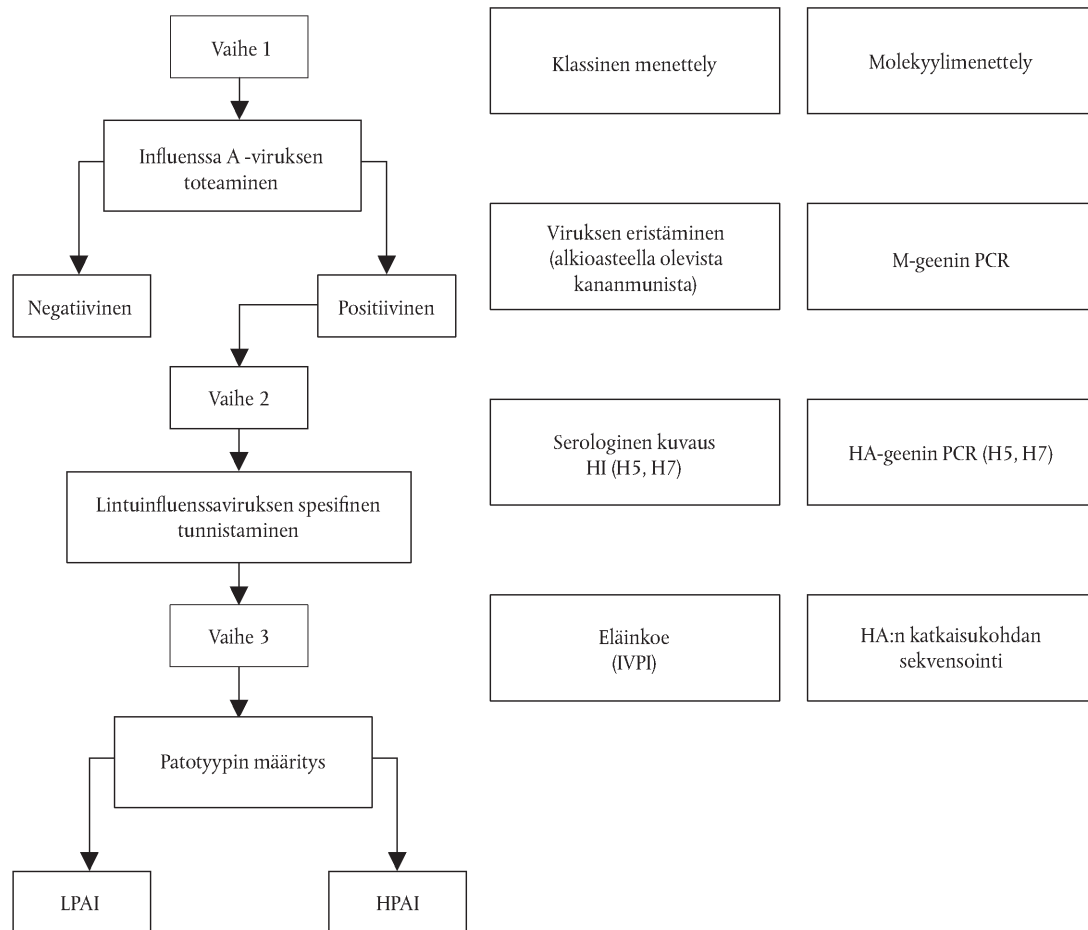 Vaihe 1
Klassinen menettely
Molekyylimenettely
Influenssa A -viruksen
toteaminen
Viruksen eristäminen
(alkioasteella olevista
kananmunista)
M-geenin PCR
Negatiivinen
Positiivinen
Vaihe 2
Serologinen kuvaus
HI (H5, H7)
HA-geenin PCR (H5, H7)
Lintuinfluenssaviruksen spesifinen
tunnistaminen
Vaihe 3
Eläinkoe
(IVPI)
HA:n katkaisukohdan
sekvensointi
Patotyypin määritys
LPAI
HPAI